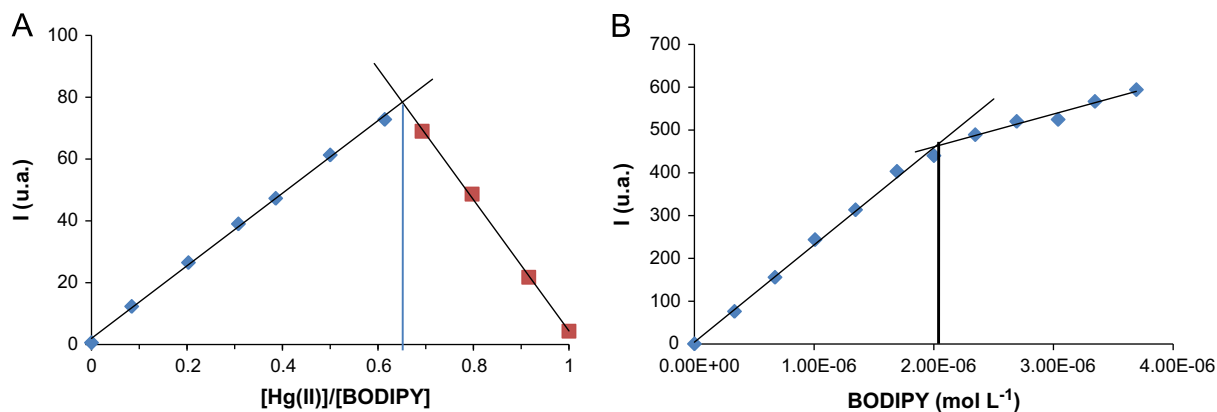 A
100
80
60
40
20
0
I (u.a.)
0 0.2 0.4 0.6 0.8 1
[Hg(II)]/[BODIPY]
B
700
600
500
400
300
200
100
0
I (u.a.)
0.00E+00 1.00E-06 2.00E-06 3.00E-06 4.00E-06
BODIPY (mol L⁻¹)